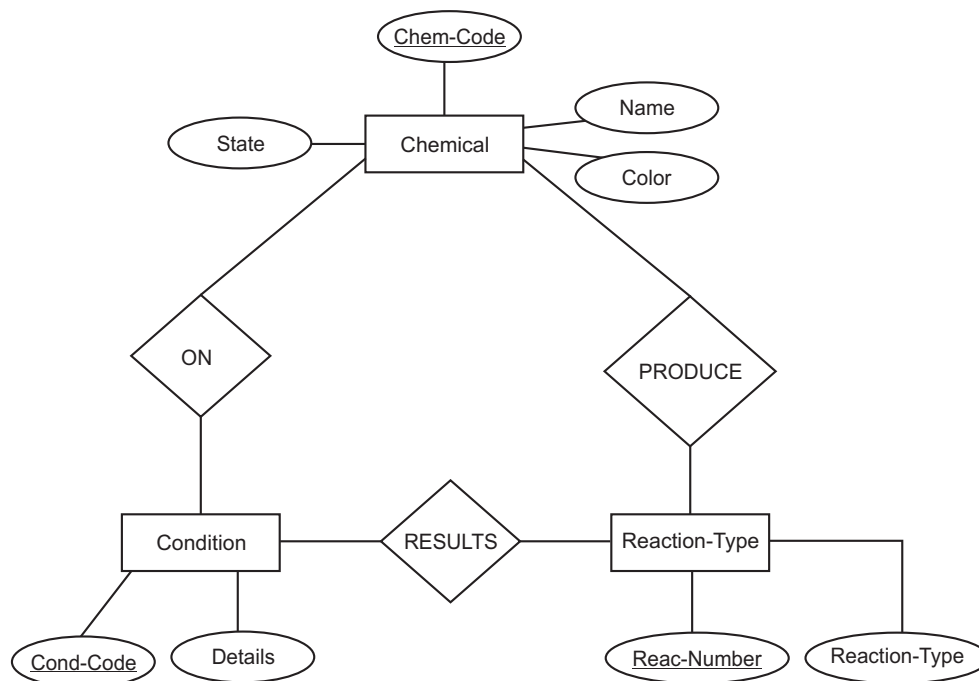 Chem-Code
Name
State
Chemical
Color
ON
PRODUCE
Condition
RESULTS
Reaction-Type
Cond-Code
Details
Reac-Number
Reaction-Type